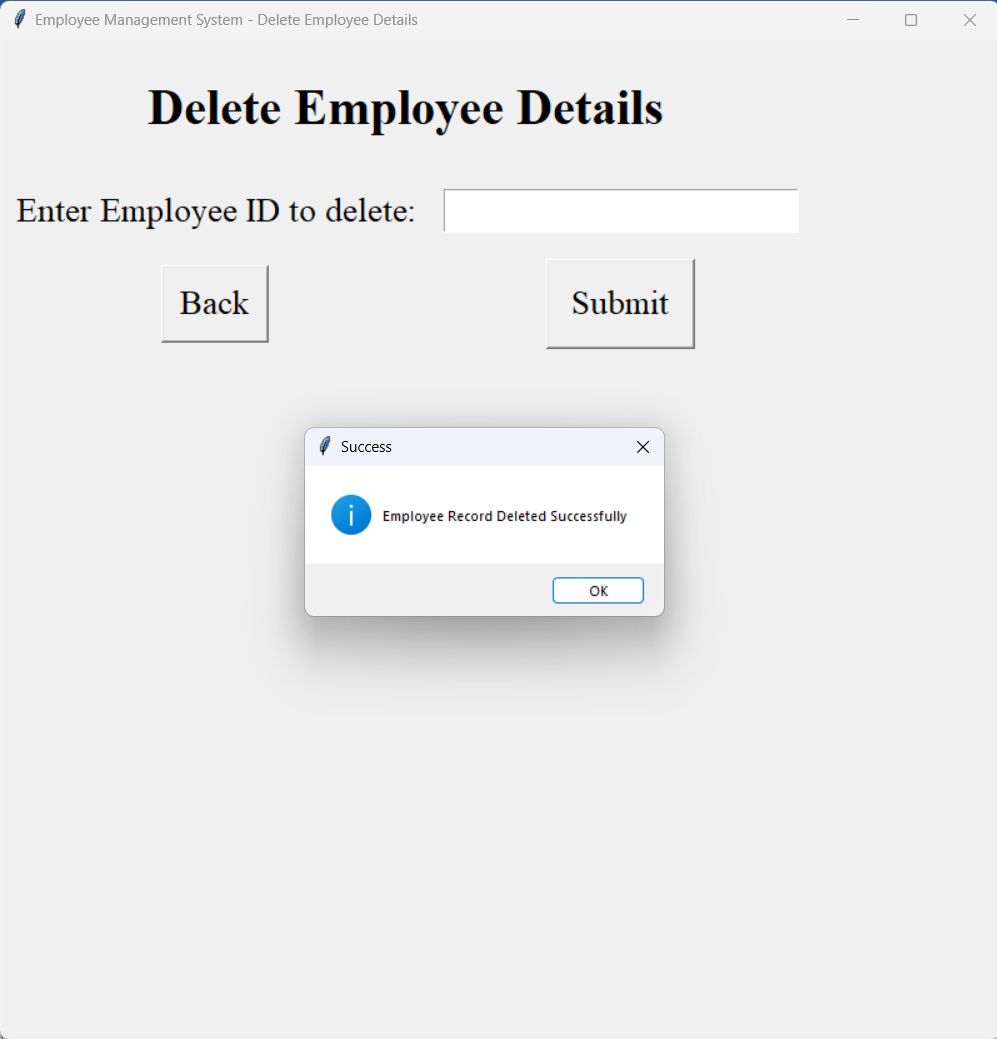 Employee Management System - Delete Employee Details
Delete Employee Details
Enter Employee ID to delete:
Back
Submit
Success
Employee Record Deleted Successfully
OK